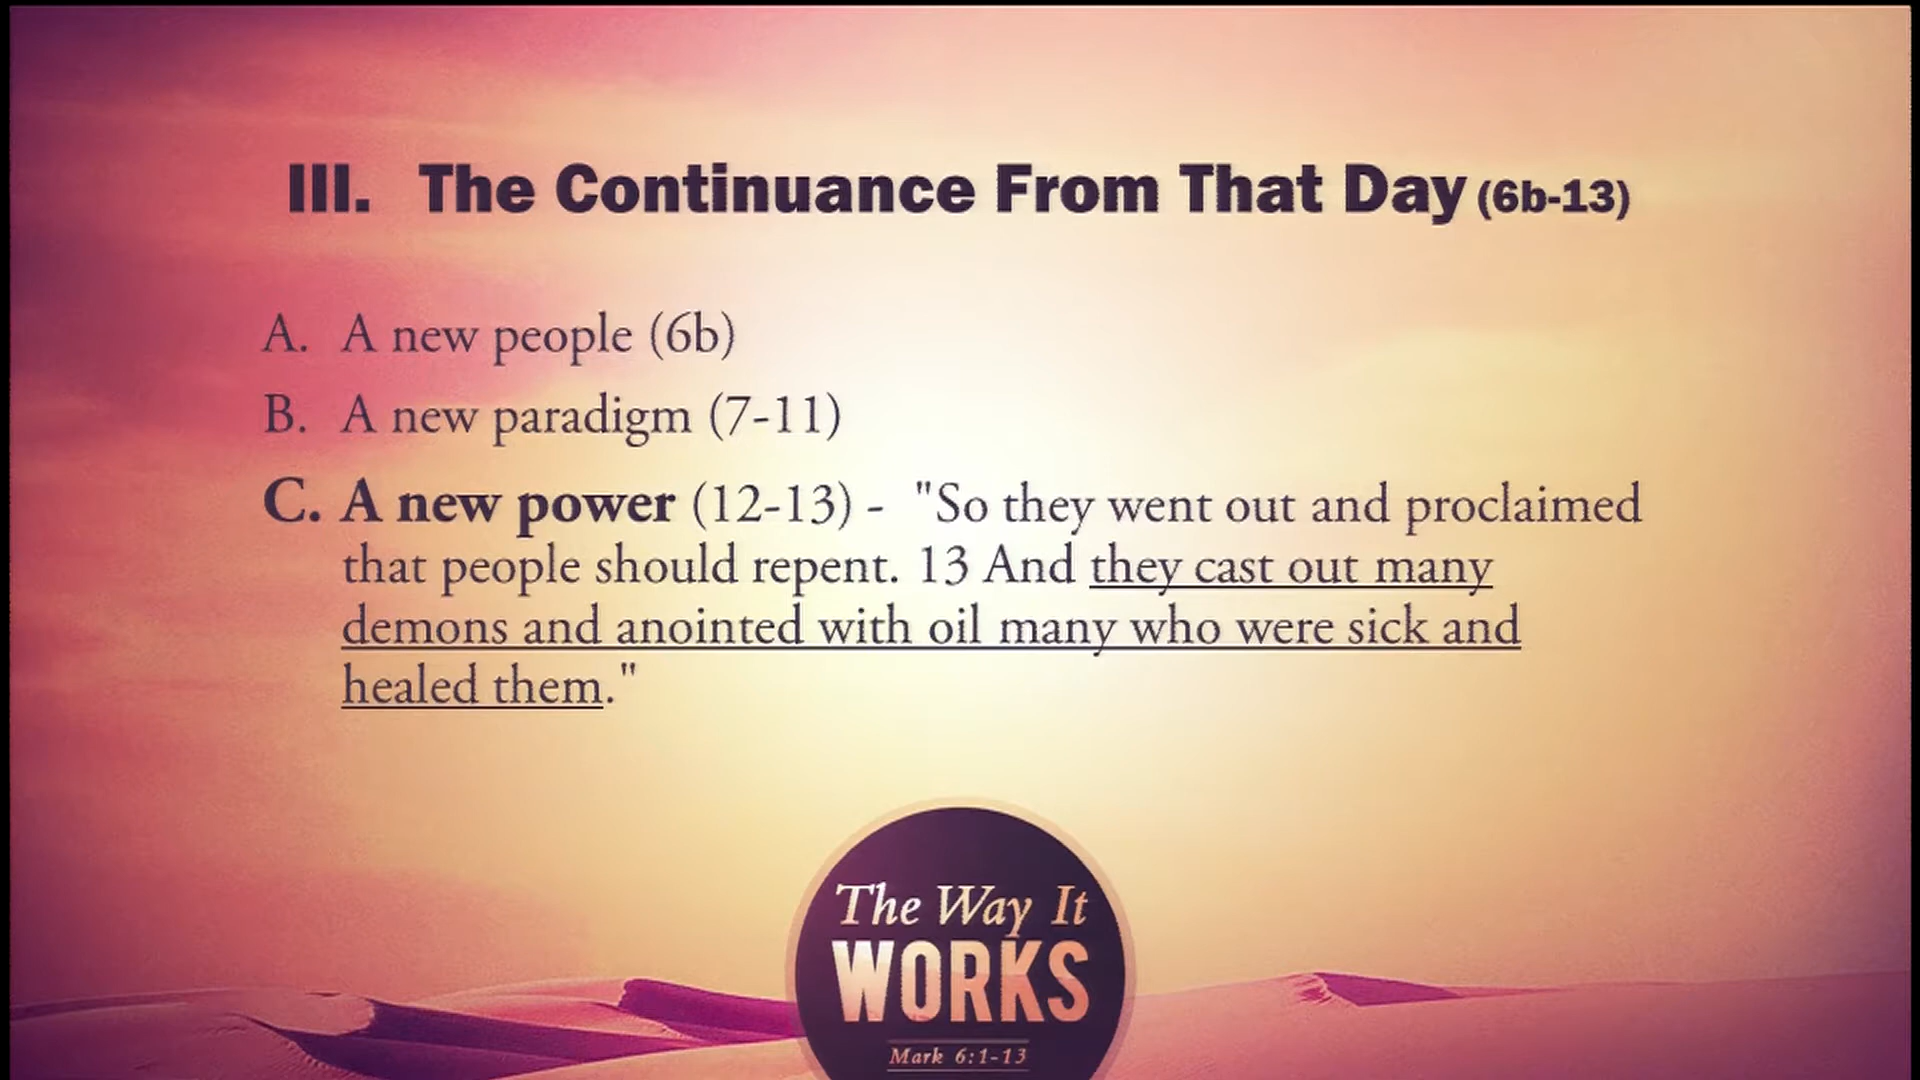 III. The Continuance From That Day (6b-13)
A. A new people (6b)
B. A new paradigm (7-11)
C. A new power (12-13) - "So they went out and proclaimed
that people should repent. 13 And they cast out many
demons and anointed with oil many who were sick and
healed them."
The Way It
WORKS
Mark 6:1-13